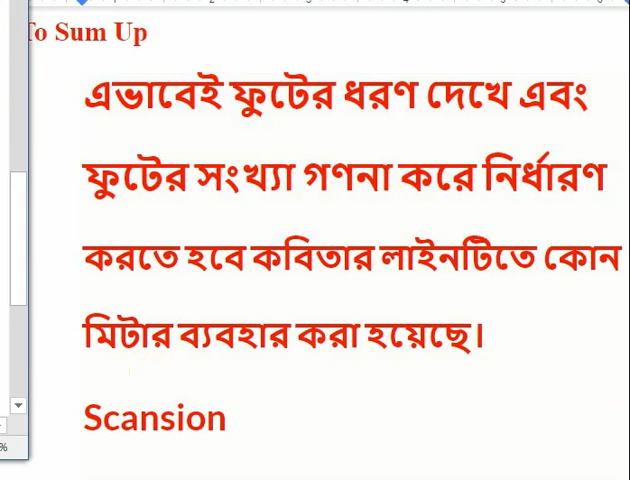 To Sum Up
এভাবেই ফুটের ধরণ দেখে এবং
ফুটের সংখ্যা গণনা করে নির্ধারণ
করতে হবে কবিতার লাইনটিতে কোন
মিটার ব্যবহার করা হয়েছে।
Scansion